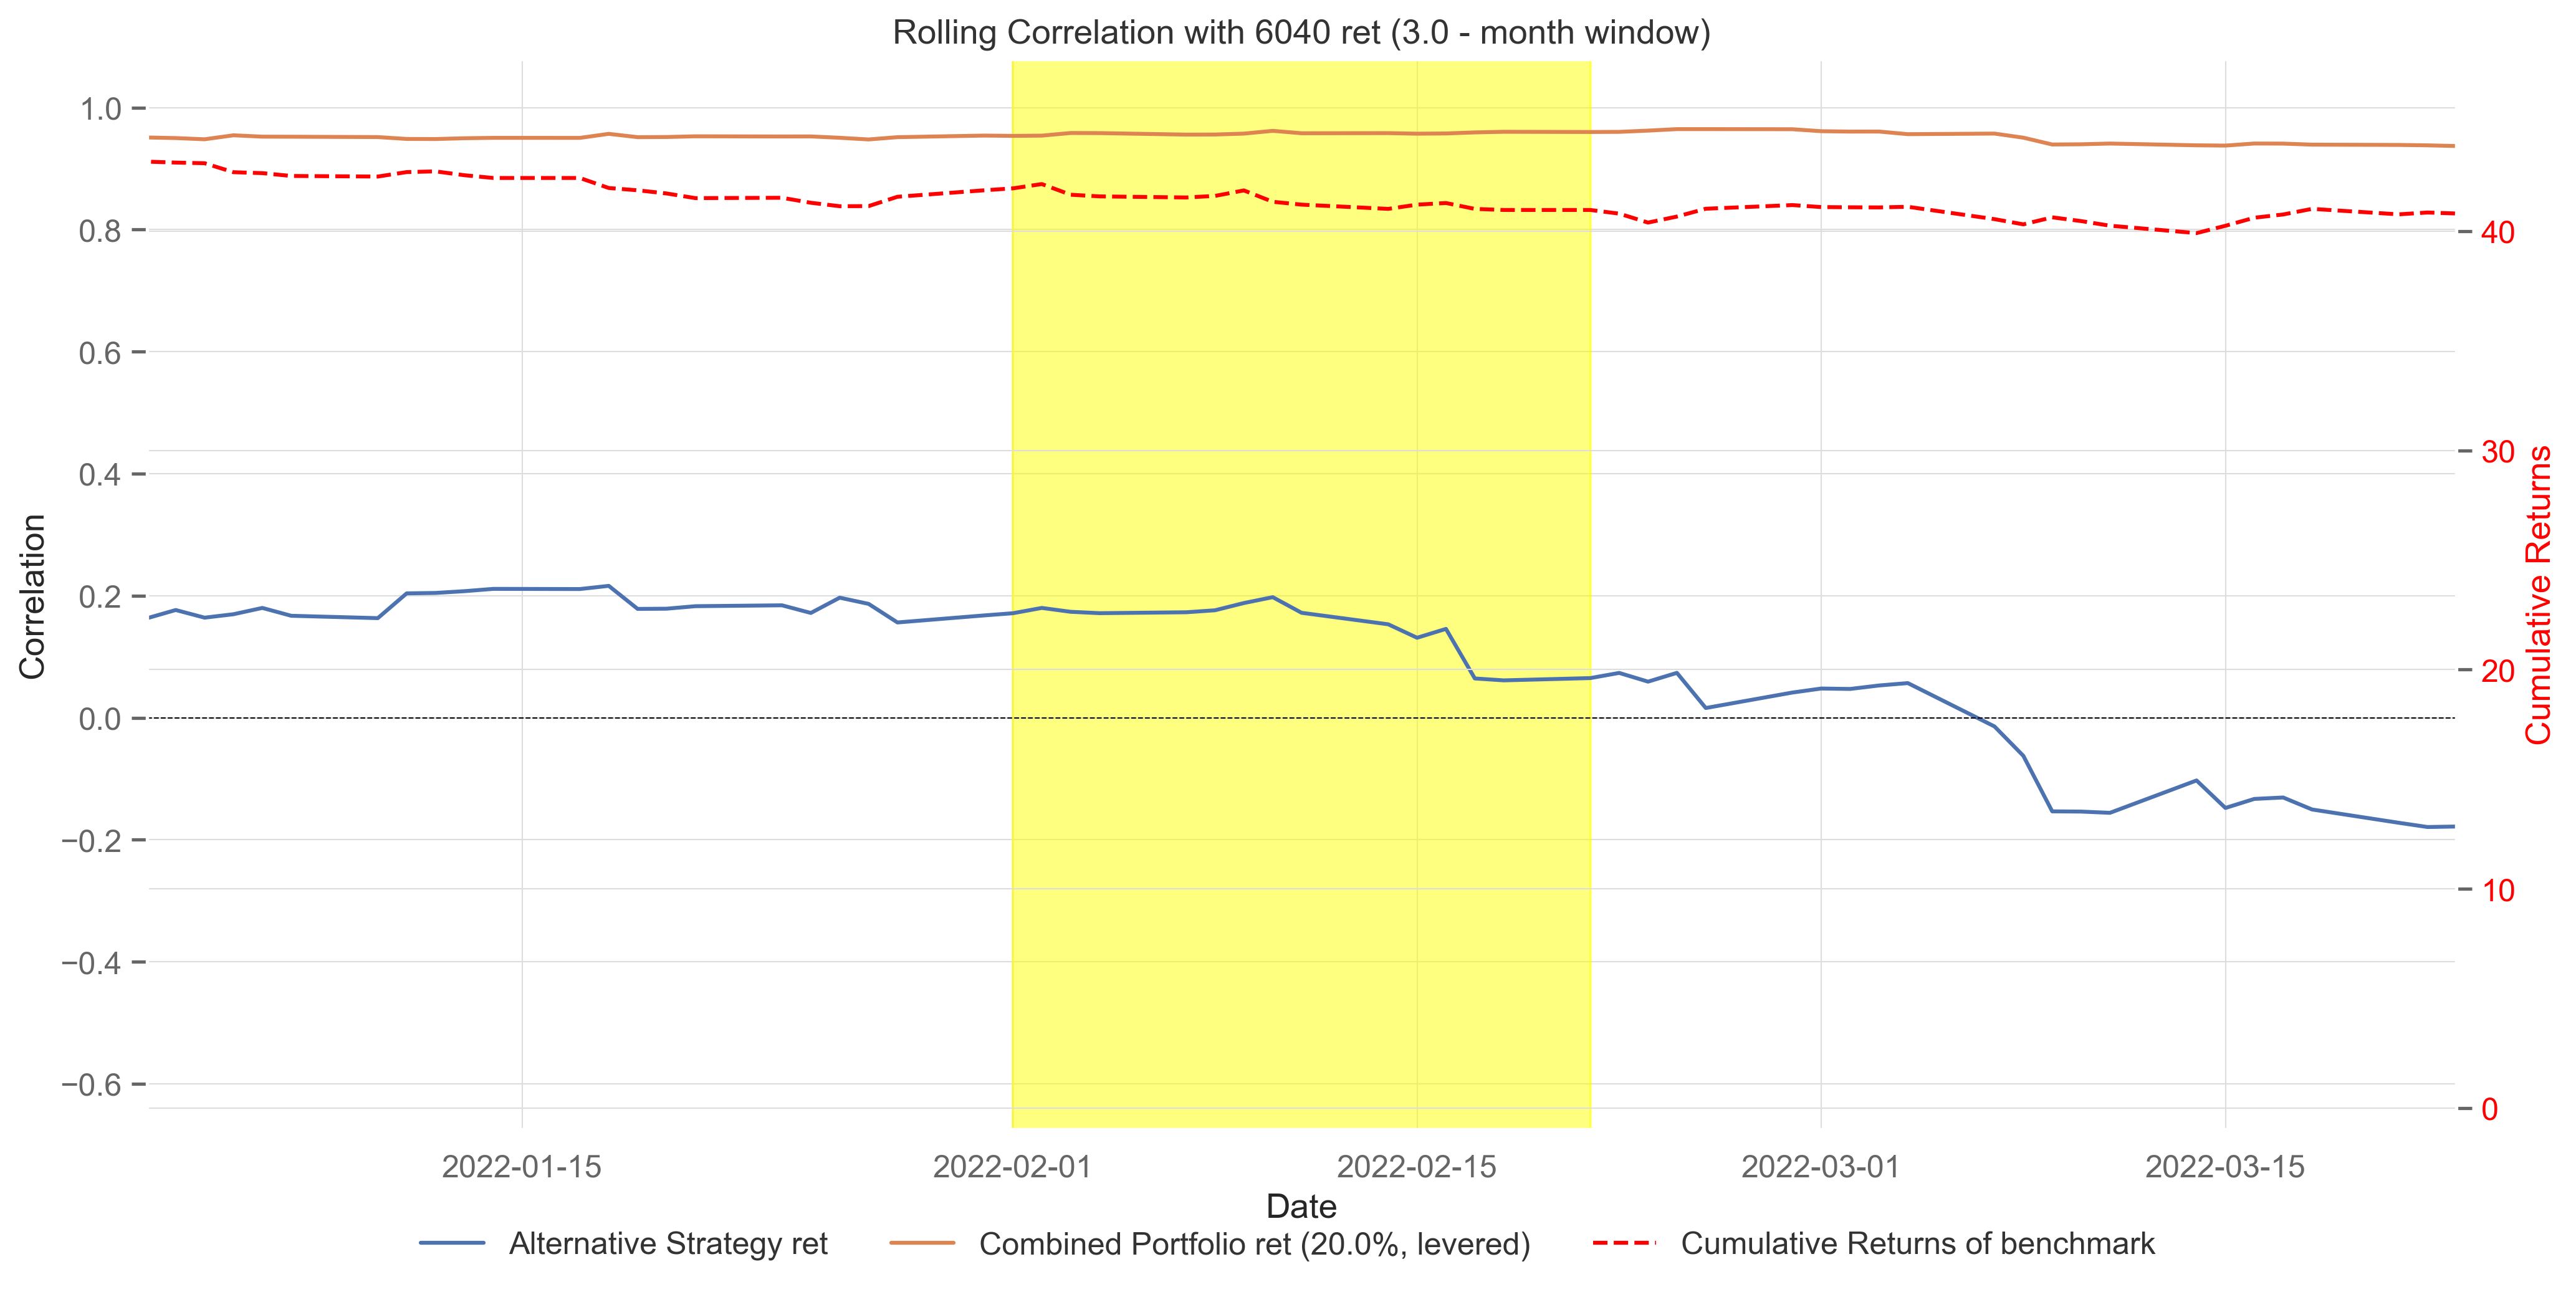 Rolling Correlation with 6040 ret (3.0 - month window)
1.0
0.8
0.6
0.4
0.2
0.0
−0.2
−0.4
−0.6
Correlation
40
30
20
10
0
Cumulative Returns
2022-01-15 2022-02-01 2022-02-15 2022-03-01 2022-03-15
Date
Alternative Strategy ret Combined Portfolio ret (20.0%, levered) Cumulative Returns of benchmark